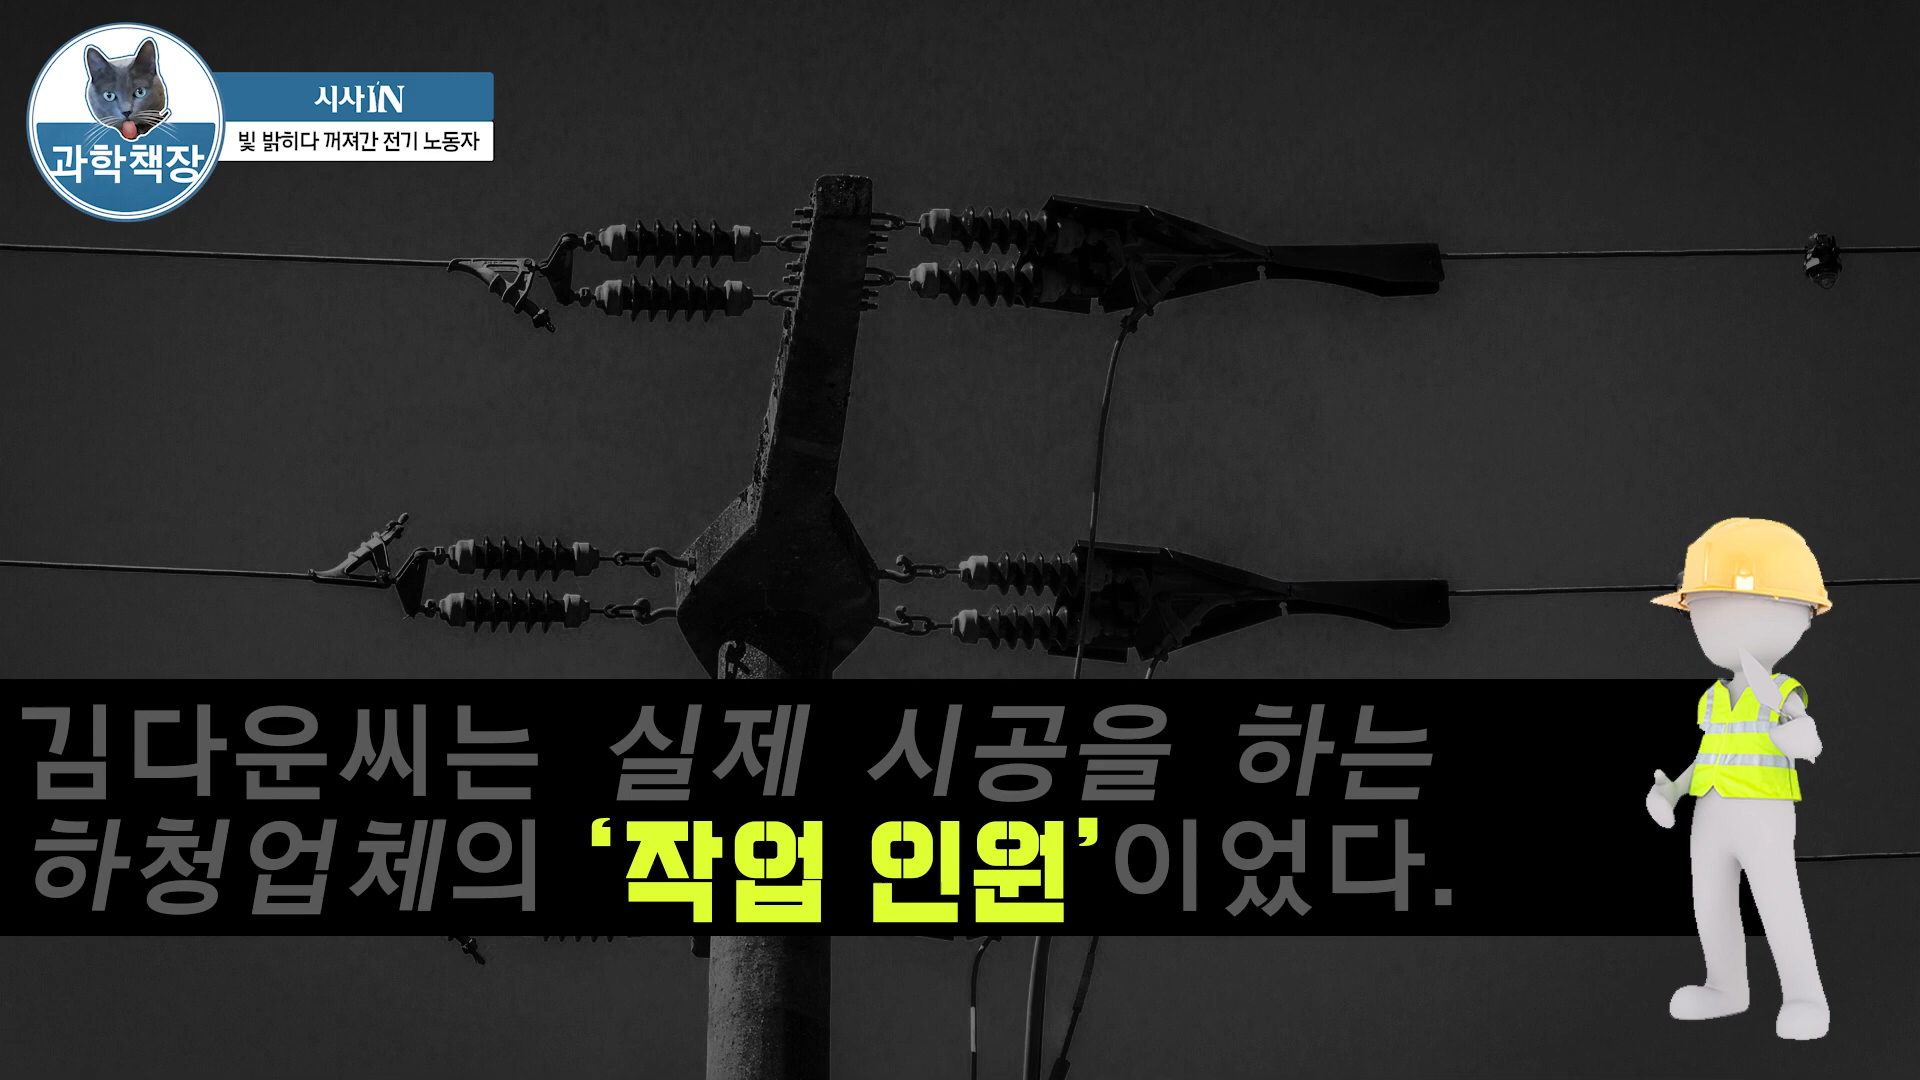 시사IN
빛 밝히다 꺼져간 전기 노동자
과학책장
김다운씨는 실제 시공을 하는
하청업체의 ‘작업 인원’이었다.